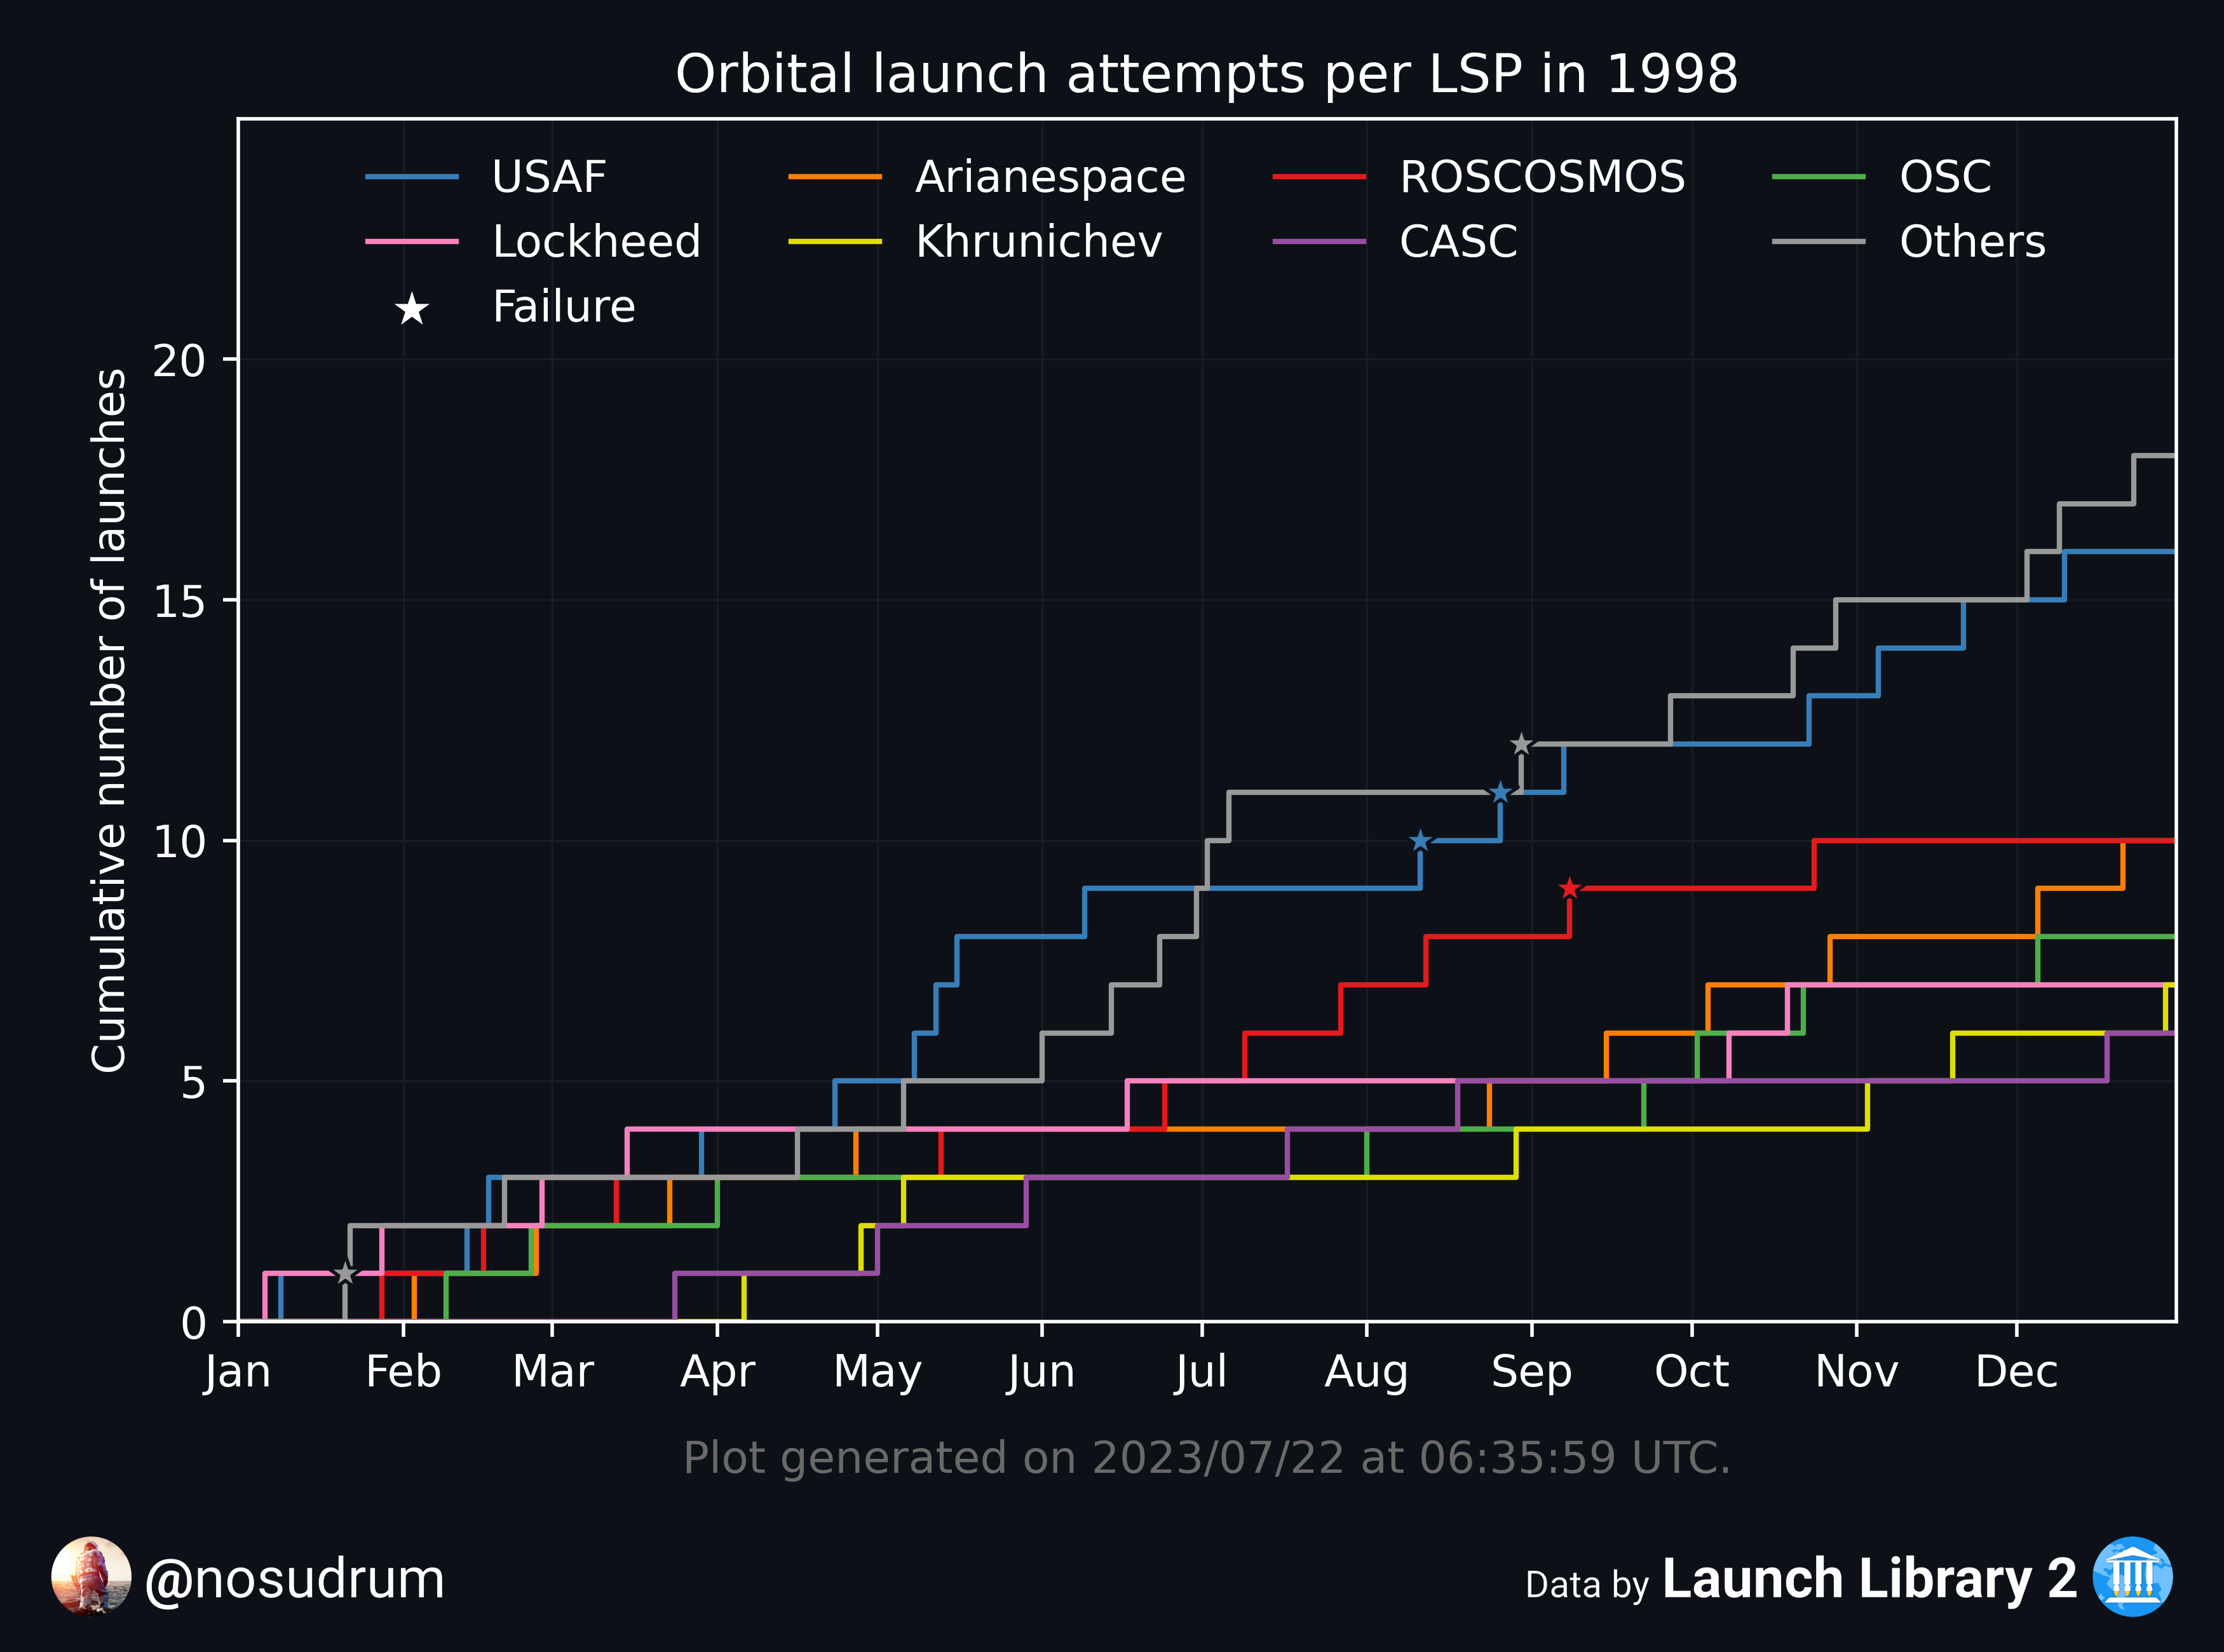 Orbital launch attempts per LSP in 1998
USAF Arianespace ROSCOSMOS OSC
Lockheed Khrunichev CASC Others
Failure
Cumulative number of launches
20
15
10
5
0
Jan Feb Mar Apr May Jun Jul Aug Sep Oct Nov Dec
Plot generated on 2023/07/22 at 06:35:59 UTC.
@nosudrum
Data by Launch Library 2